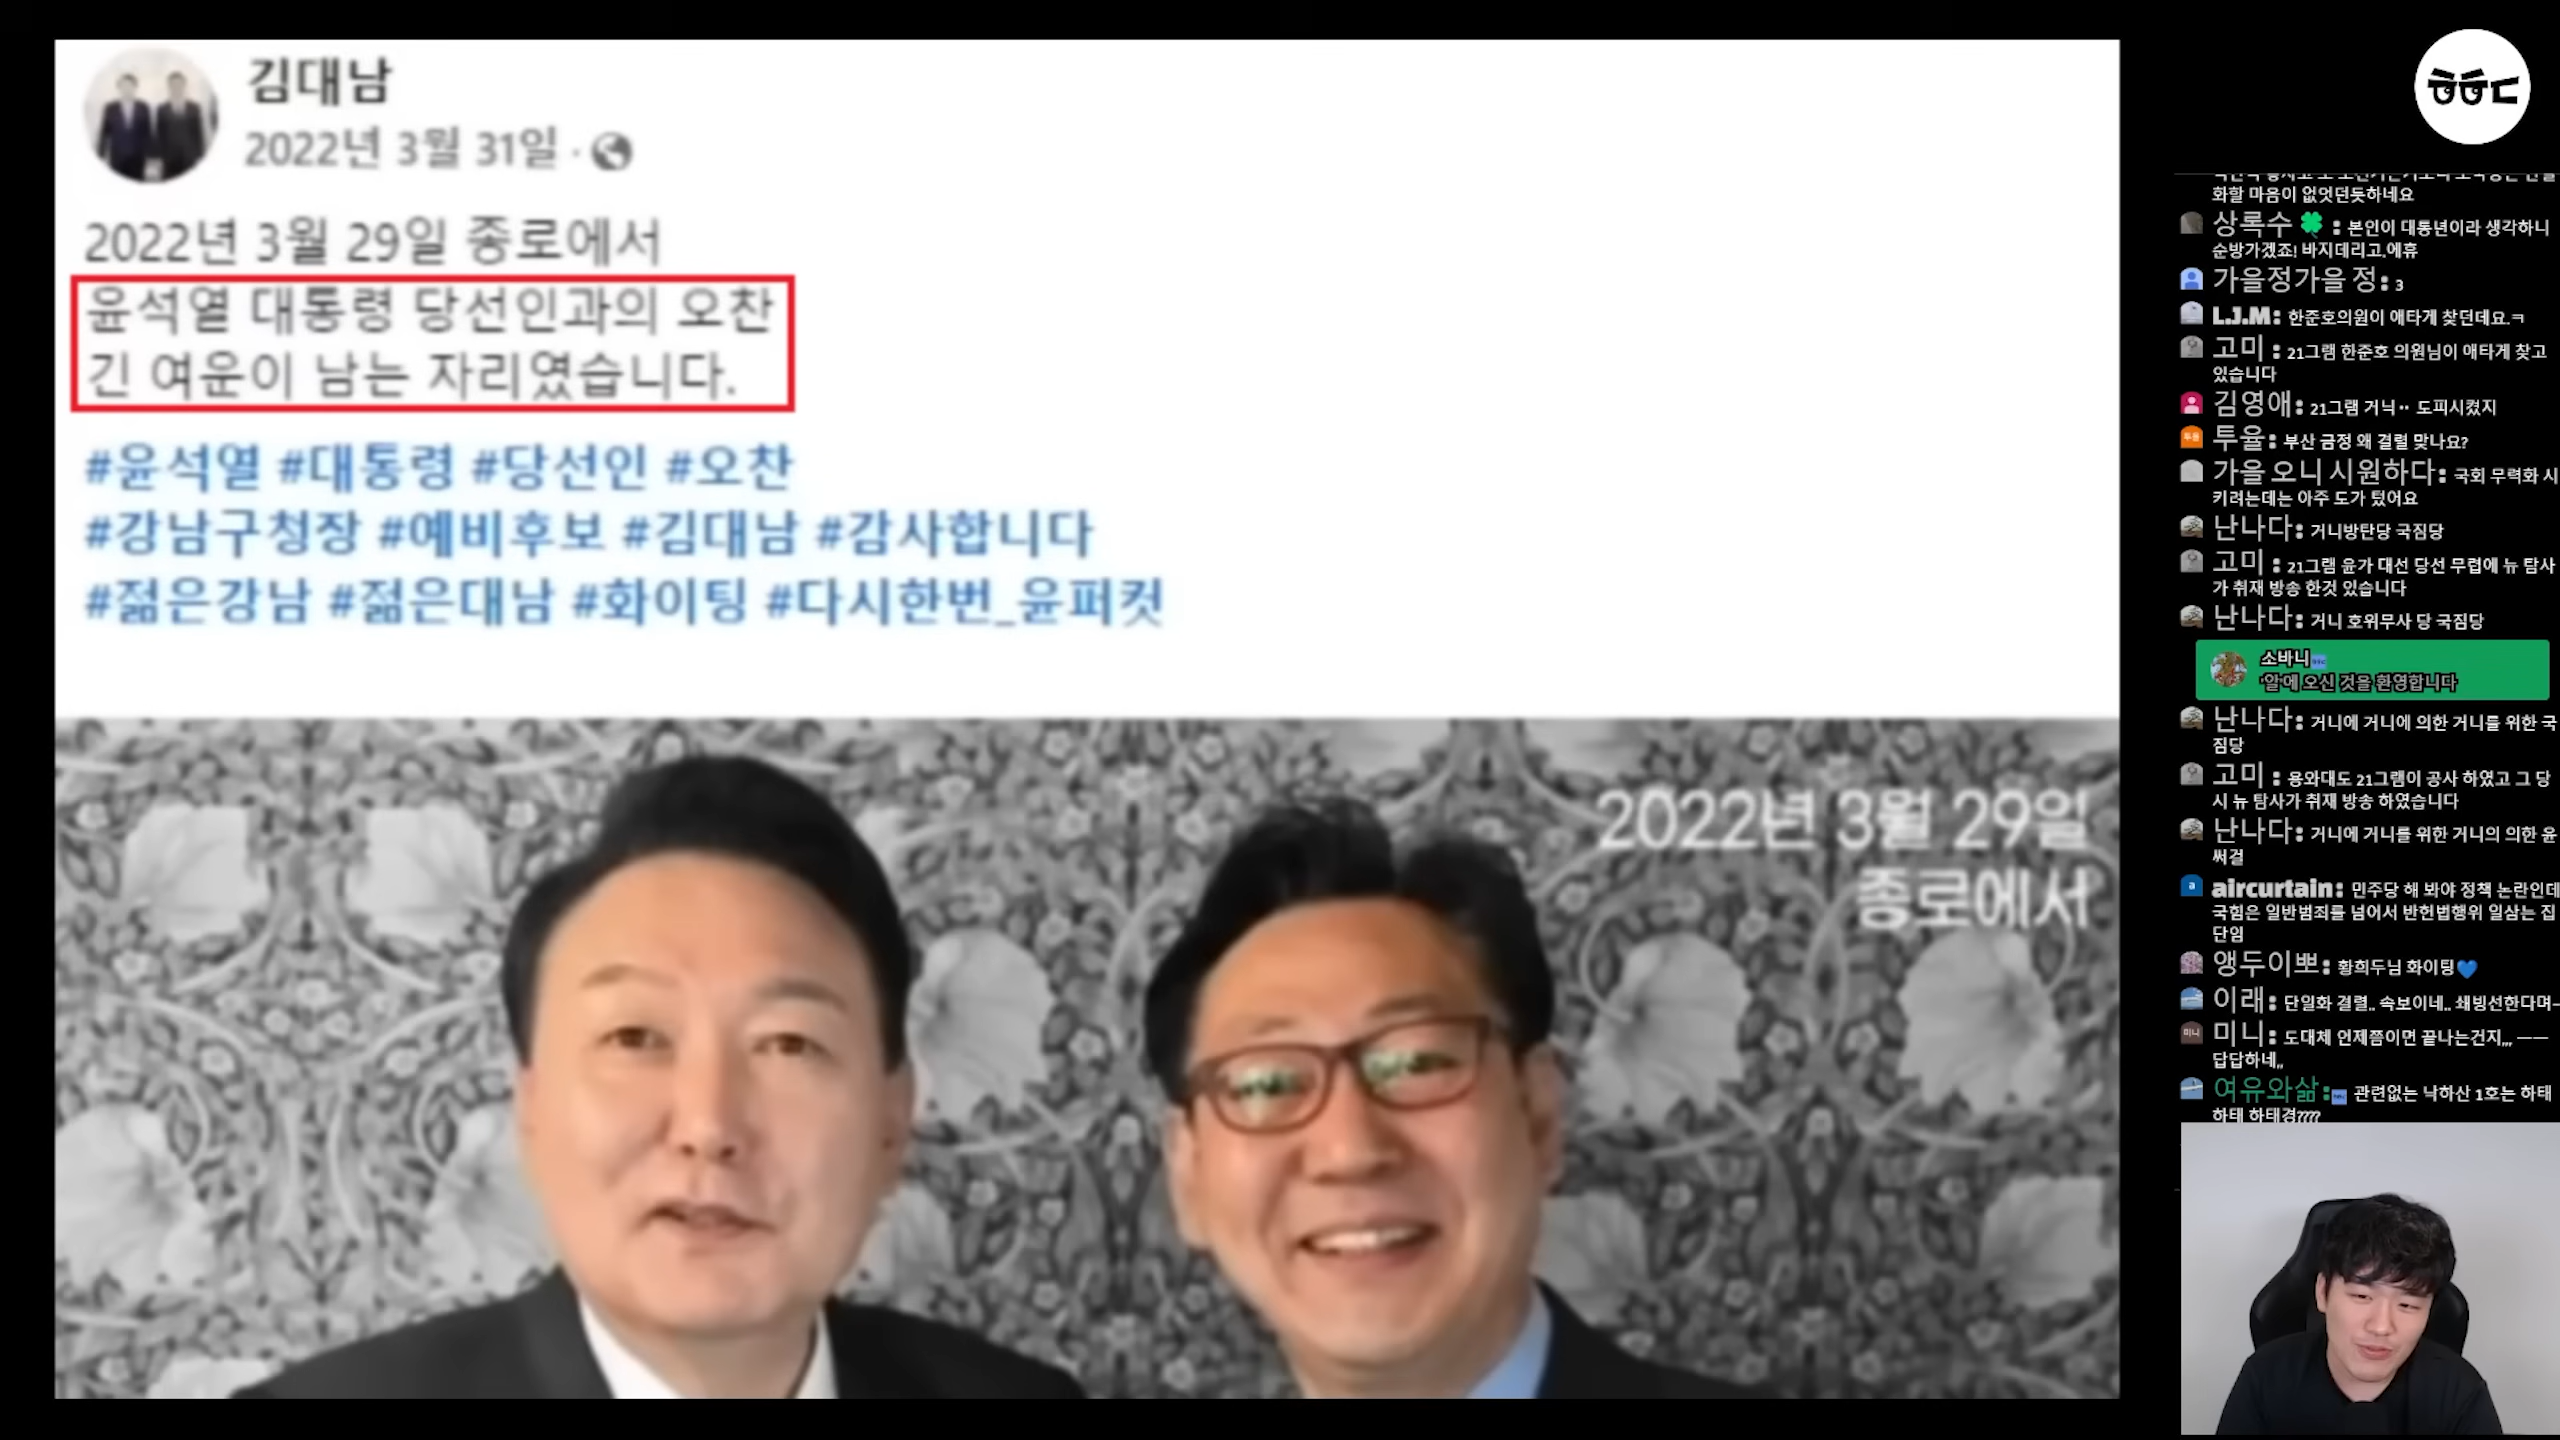 김대남
2022년 3월 31일 ·
2022년 3월 29일 종로에서
윤석열 대통령 당선인과의 오찬
긴 여운이 남는 자리였습니다.
#윤석열 #대통령 #당선인 #오찬
#강남구청장 #예비후보 #김대남 #감사합니다
#젊은강남 #젊은대남 #화이팅 #다시한번_윤퍼컷
2022년 3월 29일
종로에서
ㅎㅎㄷ
화할 마음이 없엇던듯하네요
상록수 🍀 : 본인이 대통년이라 생각하니
순방가겠죠! 바지데리고.에휴
가을정가을 정: 3
L.J.M: 한준호의원이 애타게 찾던데요.ㅋ
고미 : 21그램 한준호 의원님이 애타게 찾고
있습니다
김영애: 21그램 거늬·· 도피시켰지
투율: 부산 금정 왜 결렬 맞나요?
가을 오니 시원하다: 국회 무력화 시
키려는데는 아주 도가 텄어요
난나다: 거니방탄당 국짐당
고미 : 21그램 윤가 대선 당선 무렵에 뉴 탐사
가 취재 방송 한것 있습니다
난나다: 거니 호위무사 당 국짐당
소바니
'알'에 오신 것을 환영합니다
난나다: 거니에 거니에 의한 거니를 위한 국
짐당
고미 : 용와대도 21그램이 공사 하였고 그 당
시 뉴 탐사가 취재 방송 하였습니다
난나다: 거니에 거니를 위한 거니의 의한 윤
써걸
aircurtain: 민주당 해 봐야 정책 논란인데
국힘은 일반범죄를 넘어서 반헌법행위 일삼는 집
단임
앵두이뽀: 황희두님 화이팅💙
이래: 단일화 결렬.. 속보이네.. 쇄빙선한다며~
미니: 도대체 언제쯤이면 끝나는건지,,, ㅡㅡ
답답하네,,
여유와삶: 관련없는 낙하산 1호는 하태
하테 하테경????